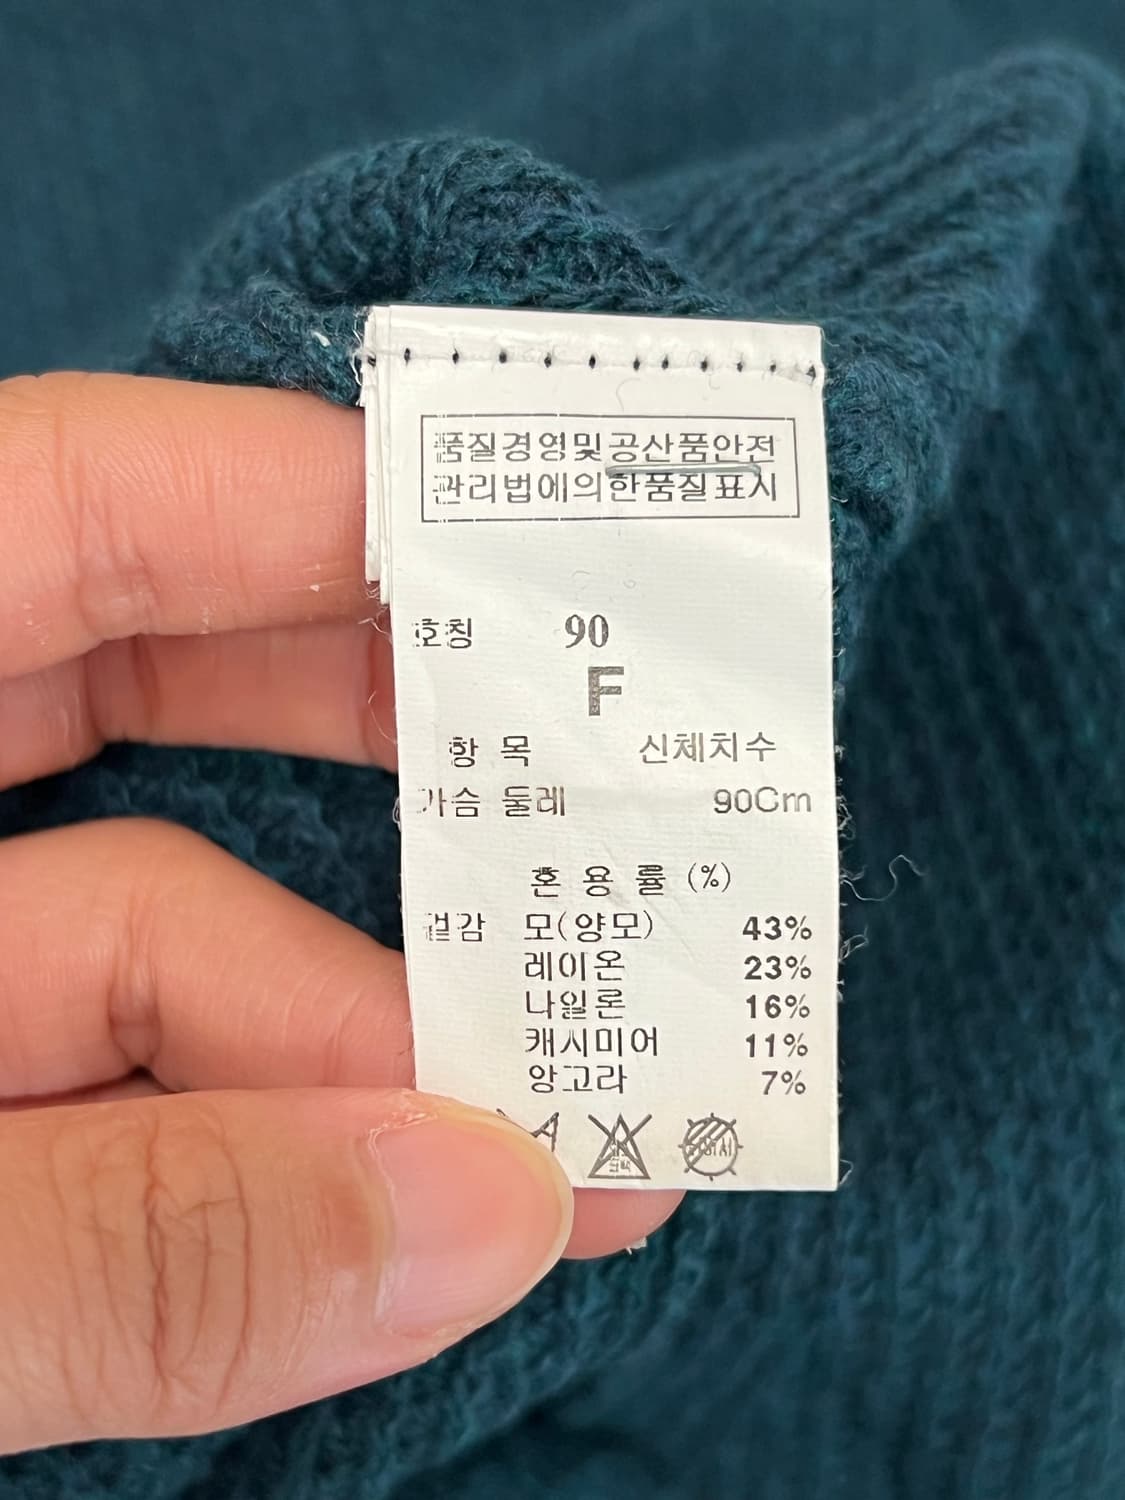 품질경영및공산품안전
관리법에의한품질표시
호칭 90
F
항 목 신체치수
가슴 둘레 90Cm
혼 용 률 (%)
겉감 모(양모) 43%
레이온 23%
나일론 16%
캐시미어 11%
앙고라 7%